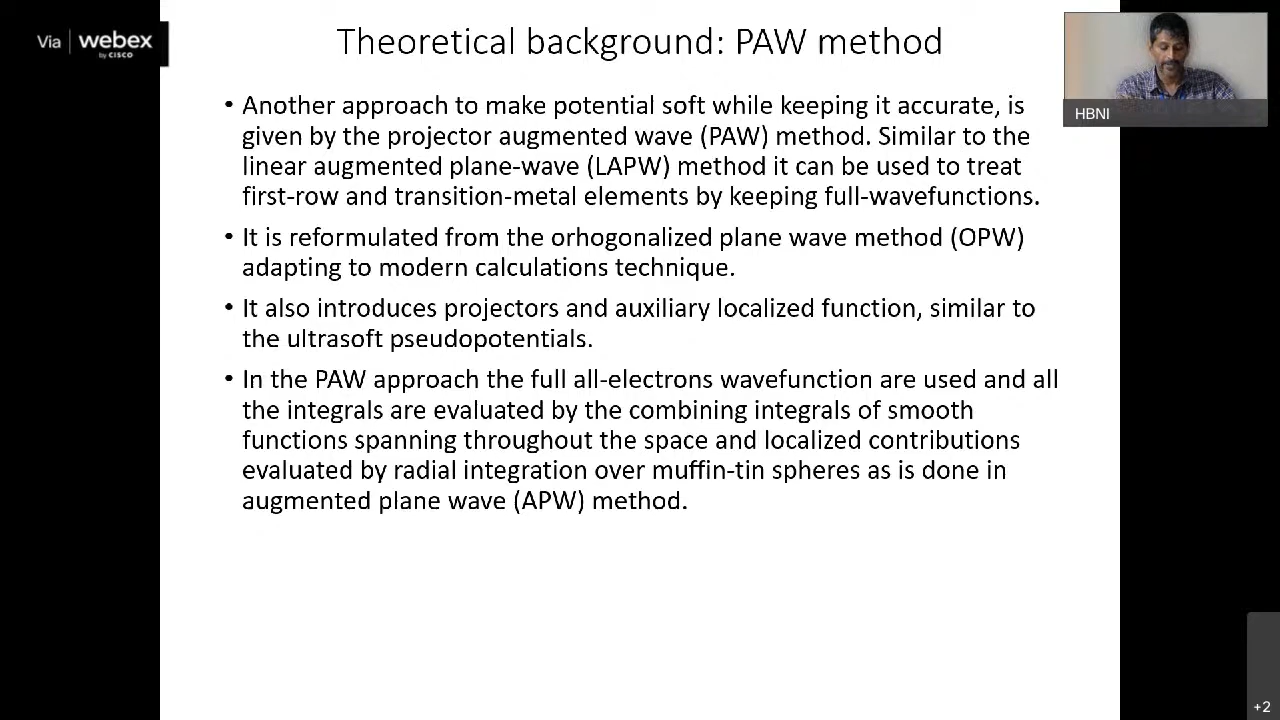 Via webex
by CISCO
Theoretical background: PAW method
HBNI
• Another approach to make potential soft while keeping it accurate, is
given by the projector augmented wave (PAW) method. Similar to the
linear augmented plane-wave (LAPW) method it can be used to treat
first-row and transition-metal elements by keeping full-wavefunctions.
• It is reformulated from the orhogonalized plane wave method (OPW)
adapting to modern calculations technique.
• It also introduces projectors and auxiliary localized function, similar to
the ultrasoft pseudopotentials.
• In the PAW approach the full all-electrons wavefunction are used and all
the integrals are evaluated by the combining integrals of smooth
functions spanning throughout the space and localized contributions
evaluated by radial integration over muffin-tin spheres as is done in
augmented plane wave (APW) method.
+2